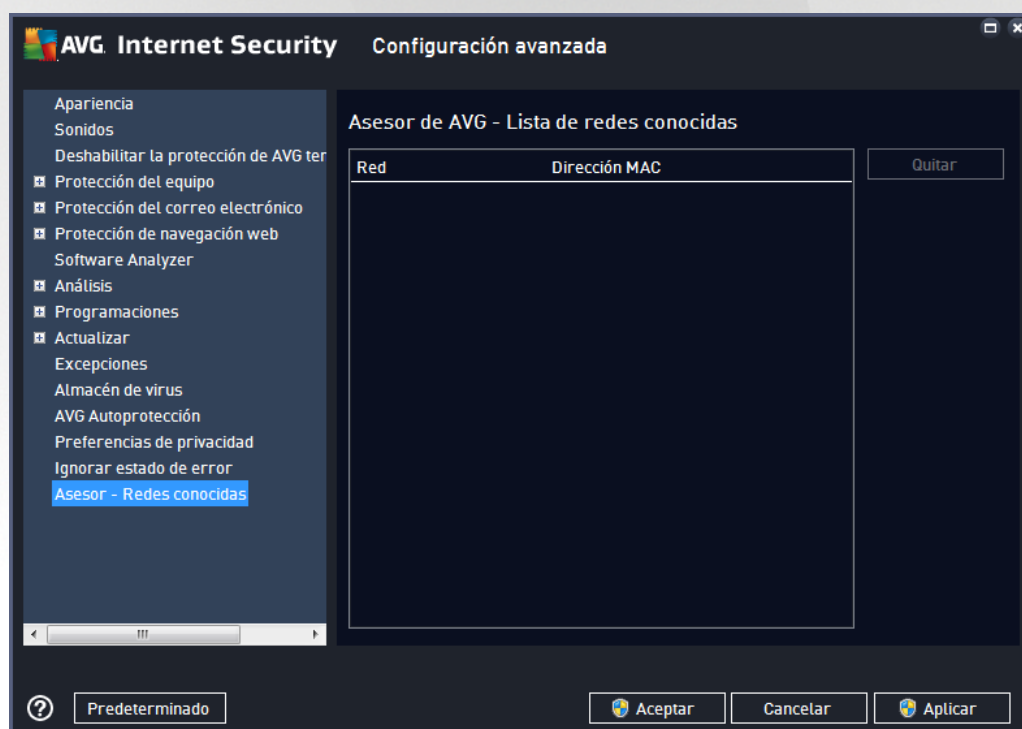 AVG Internet Security Configuración avanzada
Apariencia
Sonidos
Deshabilitar la protección de AVG ter
Protección del equipo
Protección del correo electrónico
Protección de navegación web
Software Analyzer
Análisis
Programaciones
Actualizar
Excepciones
Almacén de virus
AVG Autoprotección
Preferencias de privacidad
Ignorar estado de error
Asesor - Redes conocidas
Asesor de AVG - Lista de redes conocidas
Red Dirección MAC
Quitar
Predeterminado
Aceptar
Cancelar
Aplicar